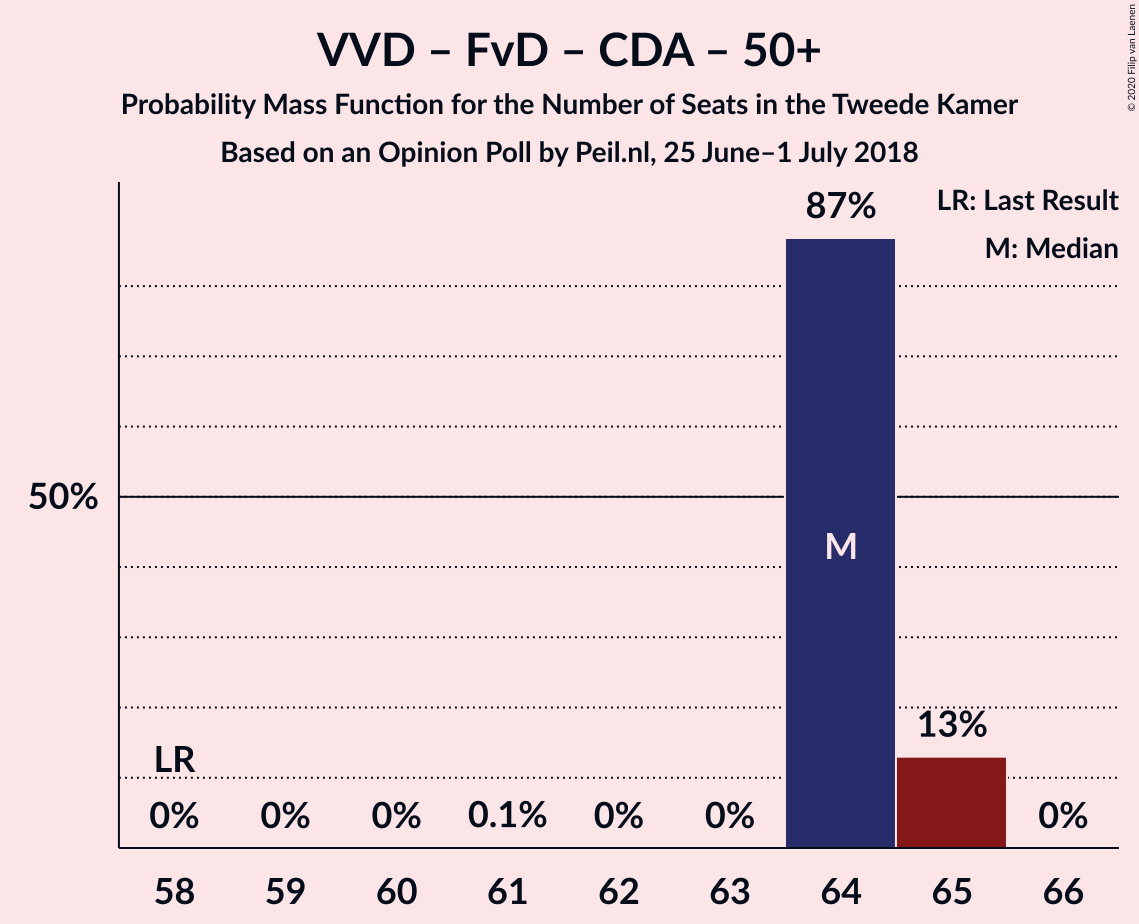 VVD – FvD – CDA – 50+
Probability Mass Function for the Number of Seats in the Tweede Kamer
Based on an Opinion Poll by Peil.nl, 25 June–1 July 2018
© 2020 Filip van Laenen
LR: Last Result
M: Median
87%
50%
M
13%
LR
0% 0% 0% 0.1% 0% 0% 0%
58 59 60 61 62 63 64 65 66